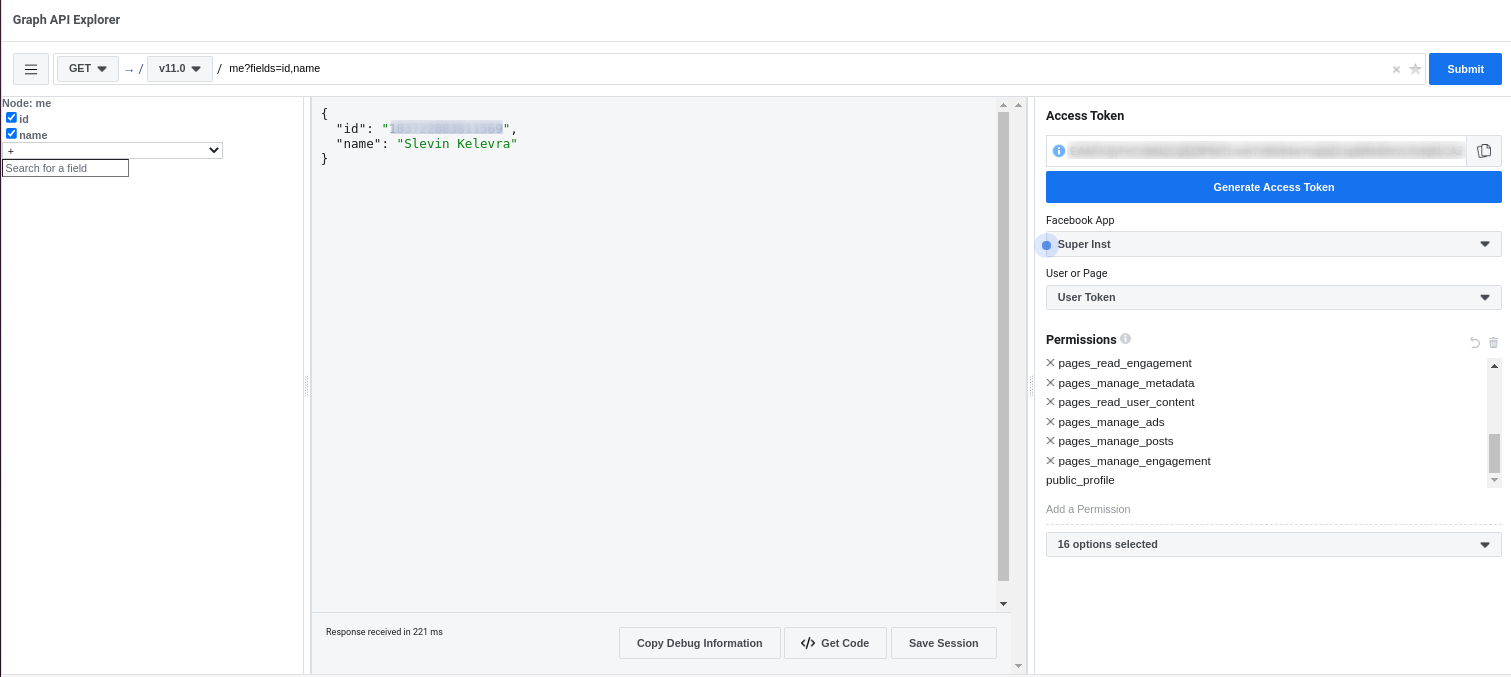 Graph API Explorer
GET → / v11.0 / me?fields=id,name
Submit
Node: me
id
name
+
Search for a field
{
"id": "",
"name": "Slevin Kelevra"
}
Response received in 221 ms
Copy Debug Information
</> Get Code
Save Session
Access Token
Generate Access Token
Facebook App
Super Inst
User or Page
User Token
Permissions
pages_read_engagement
pages_manage_metadata
pages_read_user_content
pages_manage_ads
pages_manage_posts
pages_manage_engagement
public_profile
Add a Permission
16 options selected